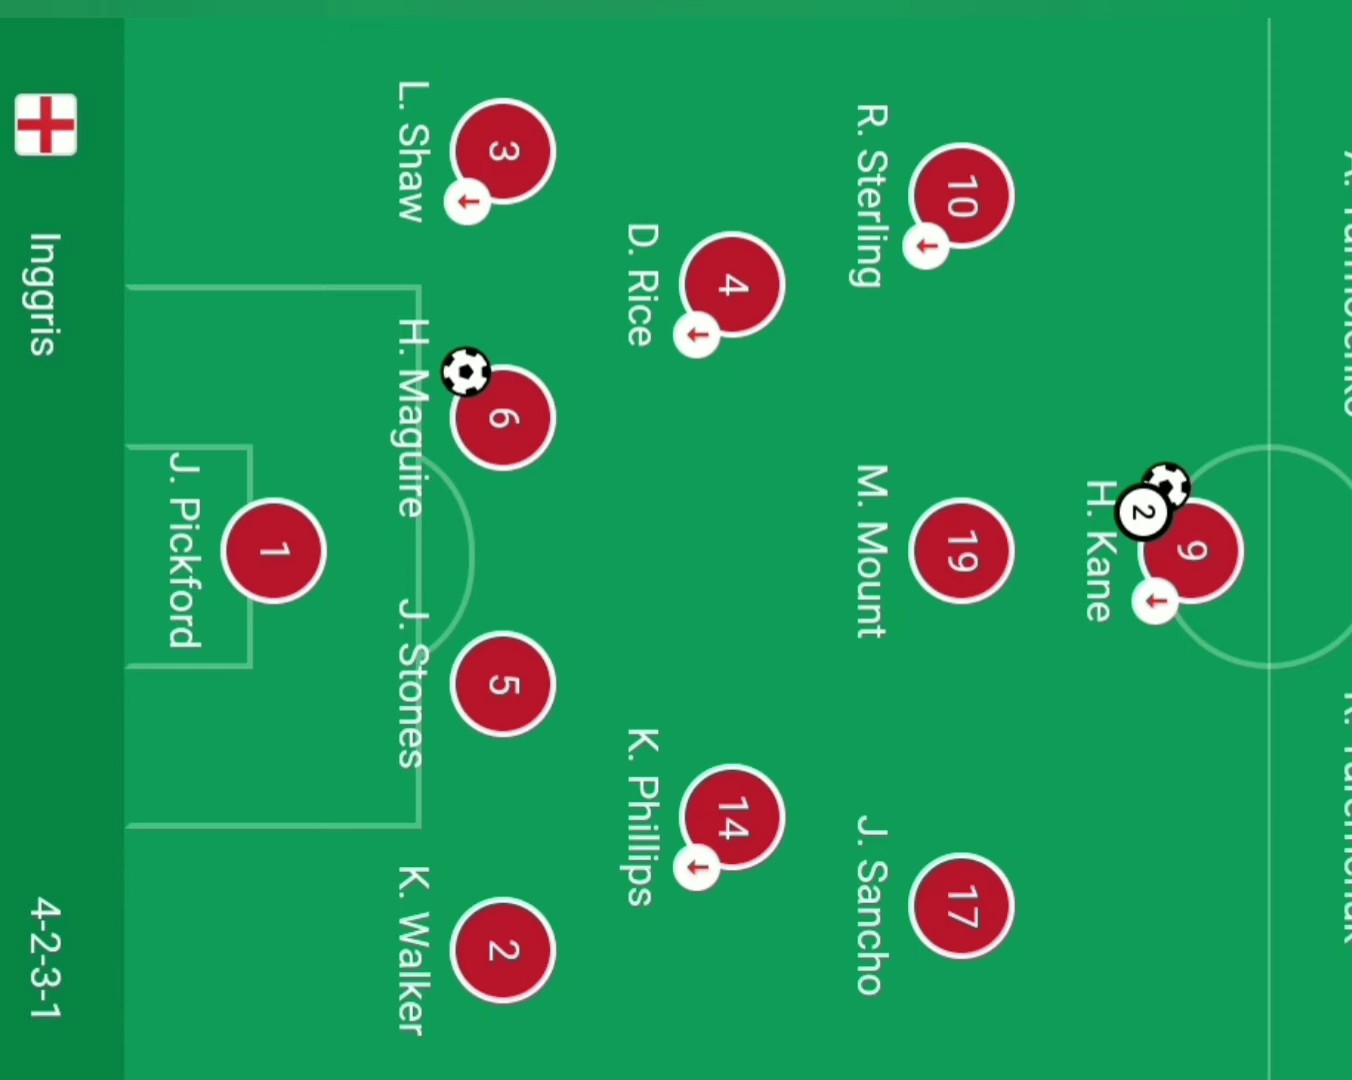 Inggris
4-2-3-1
1
J. Pickford
3
L. Shaw
6
H. Maguire
5
J. Stones
2
K. Walker
4
D. Rice
14
K. Phillips
10
R. Sterling
19
M. Mount
17
J. Sancho
2
9
H. Kane